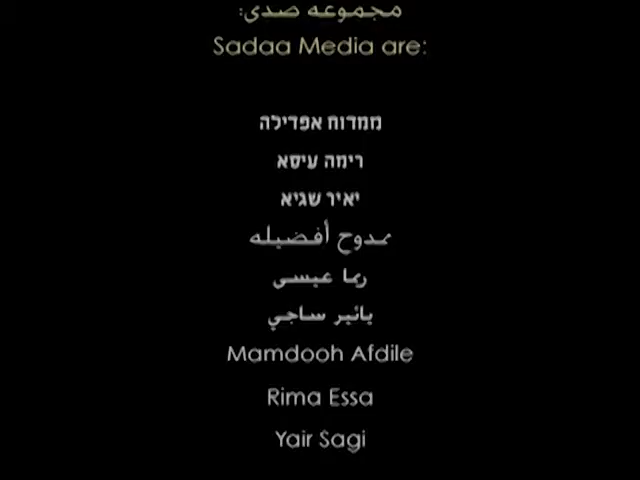 مجموعه صدى:
Sadaa Media are:
ממדוח אפדילה
רימה עיסא
יאיר שגיא
ممدوح أفضيله
ريما عيسى
يائير ساجي
Mamdooh Afdile
Rima Essa
Yair Sagi